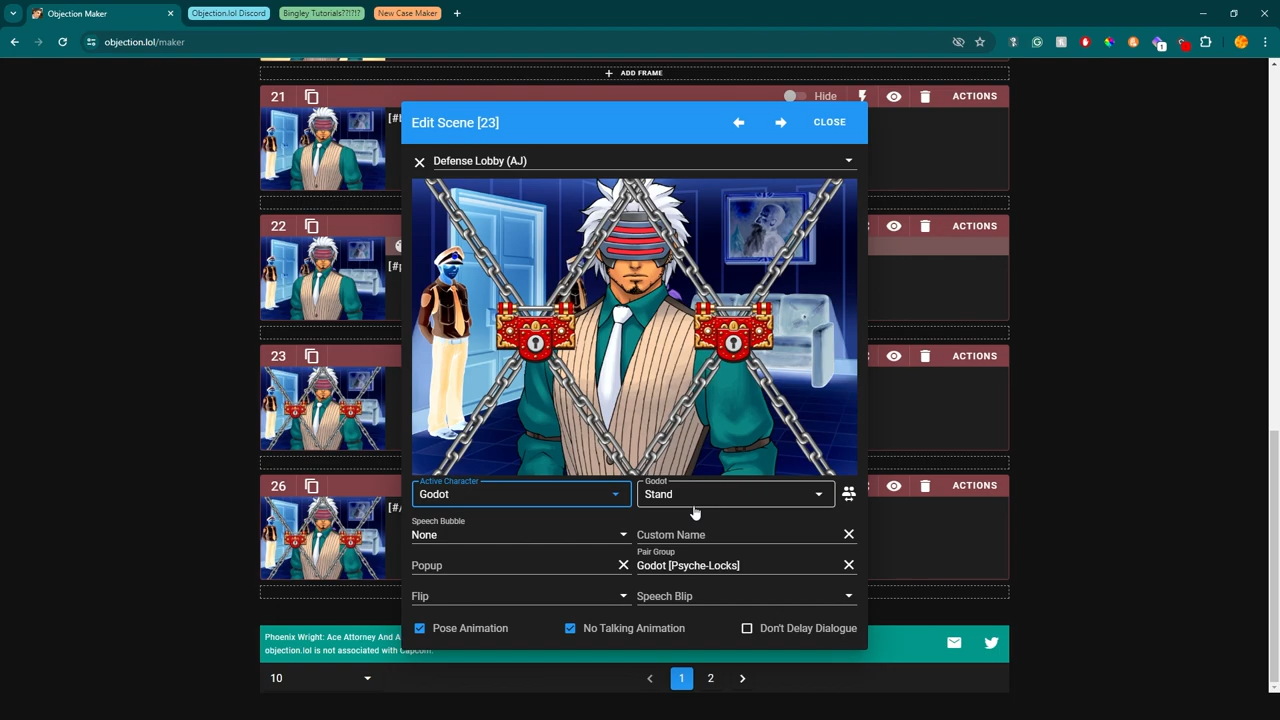 Objection Maker
Objection.lol Discord
Bingley Tutorials??!?!?
New Case Maker
objection.lol/maker
1
ADD FRAME
21
Hide
ACTIONS
Edit Scene [23]
CLOSE
Defense Lobby (AJ)
22
ACTIONS
23
ACTIONS
26
ACTIONS
Active Character
Godot
Godot
Stand
Speech Bubble
None
Custom Name
Popup
Pair Group
Godot [Psyche-Locks]
Flip
Speech Blip
Pose Animation
No Talking Animation
Don't Delay Dialogue
Phoenix Wright: Ace Attorney And A
objection.lol is not associated with Capcom.
10
1
2